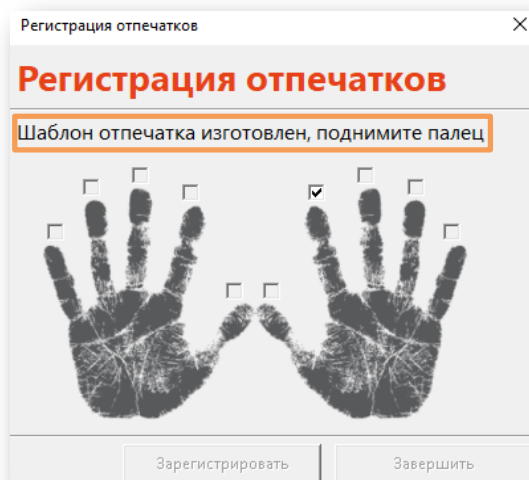 Регистрация отпечатков
Регистрация отпечатков
Шаблон отпечатка изготовлен, поднимите палец
Зарегистрировать
Завершить